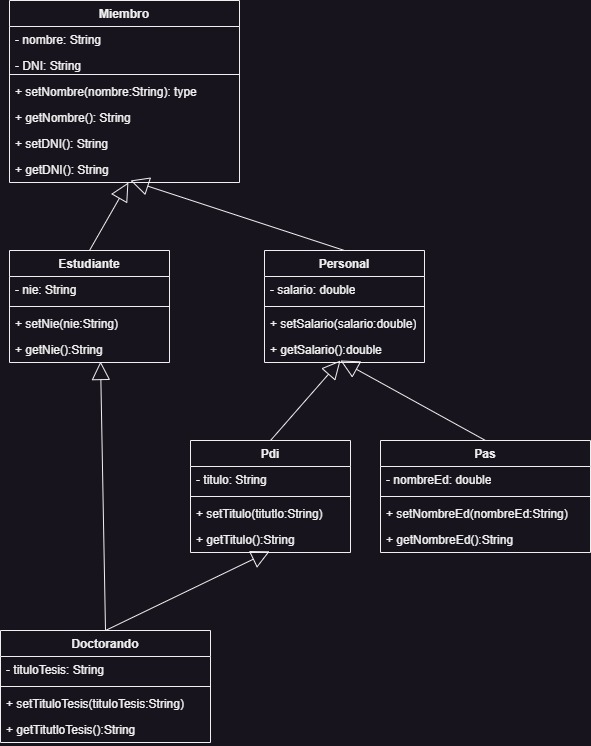 Miembro
- nombre: String
- DNI: String
+ setNombre(nombre:String): type
+ getNombre(): String
+ setDNI(): String
+ getDNI(): String
Estudiante
- nie: String
+ setNie(nie:String)
+ getNie():String
Personal
- salario: double
+ setSalario(salario:double)
+ getSalario():double
Pdi
- titulo: String
+ setTitulo(titutlo:String)
+ getTitulo():String
Pas
- nombreEd: double
+ setNombreEd(nombreEd:String)
+ getNombreEd():String
Doctorando
- tituloTesis: String
+ setTituloTesis(tituloTesis:String)
+ getTitutloTesis():String